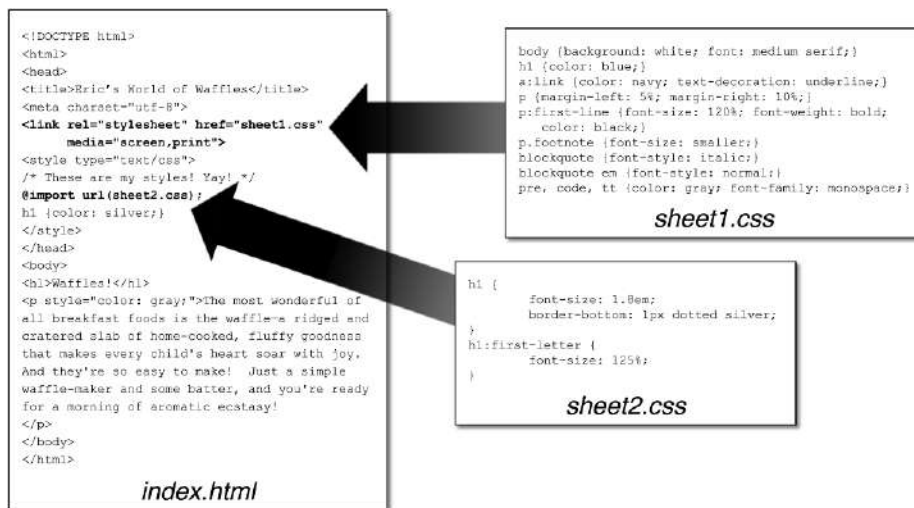 <!DOCTYPE html>
<html>
<head>
<title>Eric's World of Waffles</title>
<meta charset="utf-8">
<link rel="stylesheet" href="sheet1.css"
media="screen,print">
<style type="text/css">
/* These are my styles! Yay! */
@import url(sheet2.css);
h1 {color: silver;}
</style>
</head>
<body>
<h1>Waffles!</h1>
<p style="color: gray;">The most wonderful of
all breakfast foods is the waffle—a ridged and
cratered slab of home-cooked, fluffy goodness
that makes every child's heart soar with joy.
And they're so easy to make! Just a simple
waffle-maker and some batter, and you're ready
for a morning of aromatic ecstasy!
</p>
</body>
</html>
index.html
body {background: white; font: medium serif;}
h1 {color: blue;}
a:link {color: navy; text-decoration: underline;}
p {margin-left: 5%; margin-right: 10%;}
p:first-line {font-size: 120%; font-weight: bold;
color: black;}
p.footnote {font-size: smaller;}
blockquote {font-style: italic;}
blockquote em {font-style: normal;}
pre, code, tt {color: gray; font-family: monospace;}
sheet1.css
h1 {
font-size: 1.8em;
border-bottom: 1px dotted silver;
}
h1:first-letter {
font-size: 125%;
}
sheet2.css